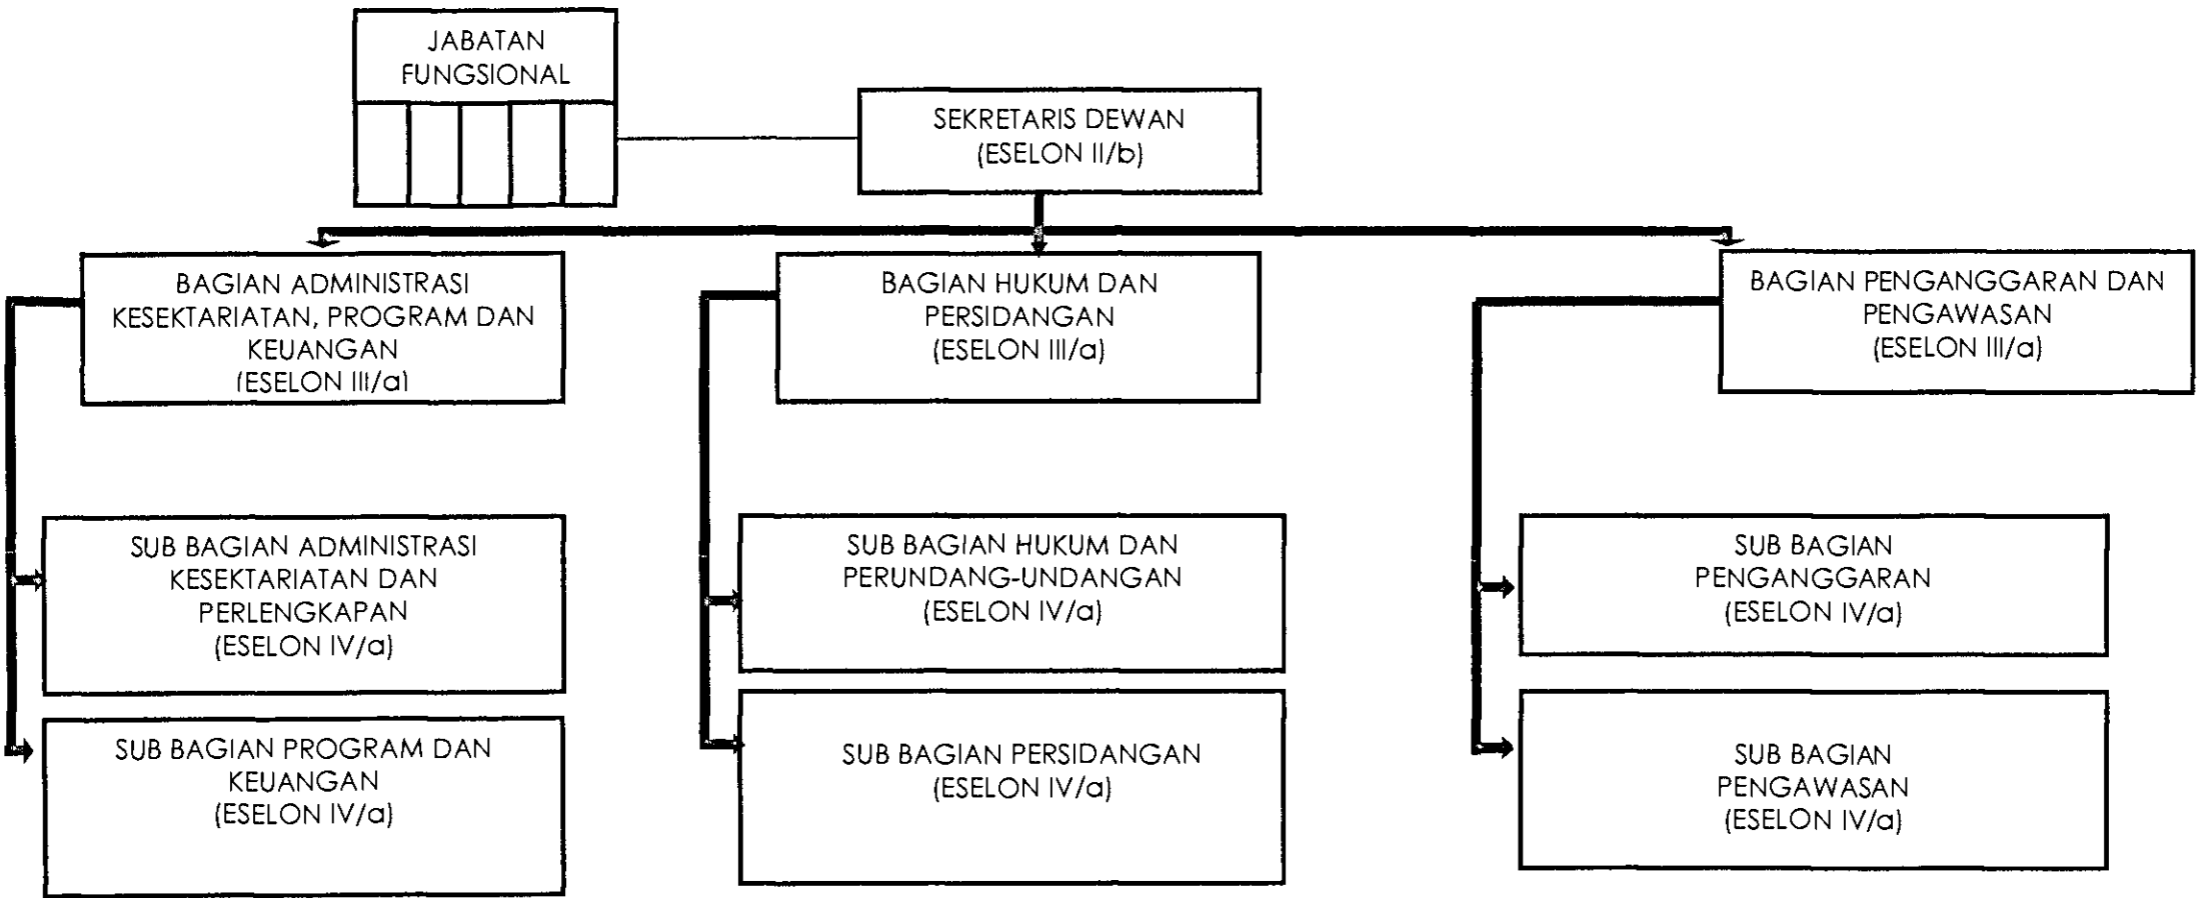 JABATAN
FUNGSIONAL
SEKRETARIS DEWAN
(ESELON II/b)
BAGIAN ADMINISTRASI
KESEKTARIATAN, PROGRAM DAN
KEUANGAN
(ESELON III/a)
BAGIAN HUKUM DAN
PERSIDANGAN
(ESELON III/a)
BAGIAN PENGANGGARAN DAN
PENGAWASAN
(ESELON III/a)
SUB BAGIAN ADMINISTRASI
KESEKTARIATAN DAN
PERLENGKAPAN
(ESELON IV/a)
SUB BAGIAN HUKUM DAN
PERUNDANG-UNDANGAN
(ESELON IV/a)
SUB BAGIAN
PENGANGGARAN
(ESELON IV/a)
SUB BAGIAN PROGRAM DAN
KEUANGAN
(ESELON IV/a)
SUB BAGIAN PERSIDANGAN
(ESELON IV/a)
SUB BAGIAN
PENGAWASAN
(ESELON IV/a)